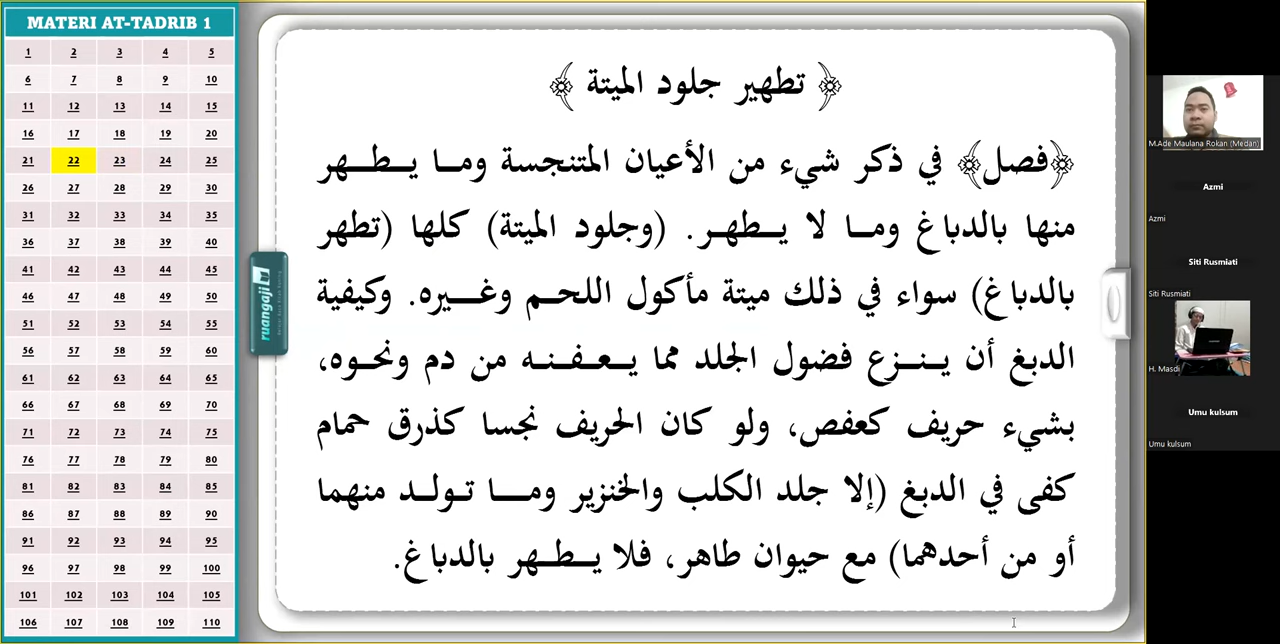 MATERI AT-TADRIB 1
1 2 3 4 5
6 7 8 9 10
11 12 13 14 15
16 17 18 19 20
21 22 23 24 25
26 27 28 29 30
31 32 33 34 35
36 37 38 39 40
41 42 43 44 45
46 47 48 49 50
51 52 53 54 55
56 57 58 59 60
61 62 63 64 65
66 67 68 69 70
71 72 73 74 75
76 77 78 79 80
81 82 83 84 85
86 87 88 89 90
91 92 93 94 95
96 97 98 99 100
101 102 103 104 105
106 107 108 109 110
ruangaji
﴿ تطهير جلود الميتة ﴾
﴿فصل﴾ في ذكر شيء من الأعيان المتنجسة وما يطهر
منها بالدباغ وما لا يطهر. (وجلود الميتة) كلها (تطهر
بالدباغ) سواء في ذلك ميتة مأكول اللحم وغيره. وكيفية
الدبغ أن ينزع فضول الجلد مما يعفنه من دم ونحوه،
بشيء حريف كعفص، ولو كان الحريف نجسا كذرق حمام
كفى في الدبغ (إلا جلد الكلب والخنزير وما تولد منهما
أو من أحدهما) مع حيوان طاهر، فلا يطهر بالدباغ.
M.Ade Maulana Rokan (Medan)
Azmi
Azmi
Siti Rusmiati
Siti Rusmiati
H. Masdi
Umu kulsum
Umu kulsum